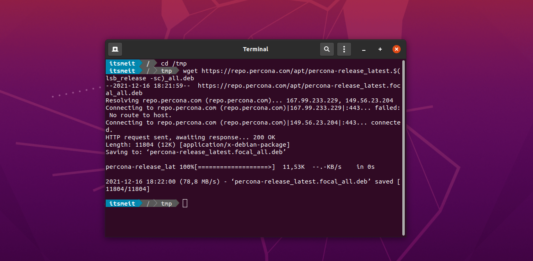 Terminal
itsmeit / cd /tmp
itsmeit / tmp wget https://repo.percona.com/apt/percona-release_latest.$(
lsb_release -sc)_all.deb
--2021-12-16 18:21:59-- https://repo.percona.com/apt/percona-release_latest.foc
al_all.deb
Resolving repo.percona.com (repo.percona.com)... 167.99.233.229, 149.56.23.204
Connecting to repo.percona.com (repo.percona.com)|167.99.233.229|:443... failed:
No route to host.
Connecting to repo.percona.com (repo.percona.com)|149.56.23.204|:443... connecte
d.
HTTP request sent, awaiting response... 200 OK
Length: 11804 (12K) [application/x-debian-package]
Saving to: ‘percona-release_latest.focal_all.deb’
percona-release_lat 100%[===================>] 11,53K --.-KB/s in 0s
2021-12-16 18:22:00 (78,8 MB/s) - ‘percona-release_latest.focal_all.deb’ saved [
11804/11804]
itsmeit / tmp